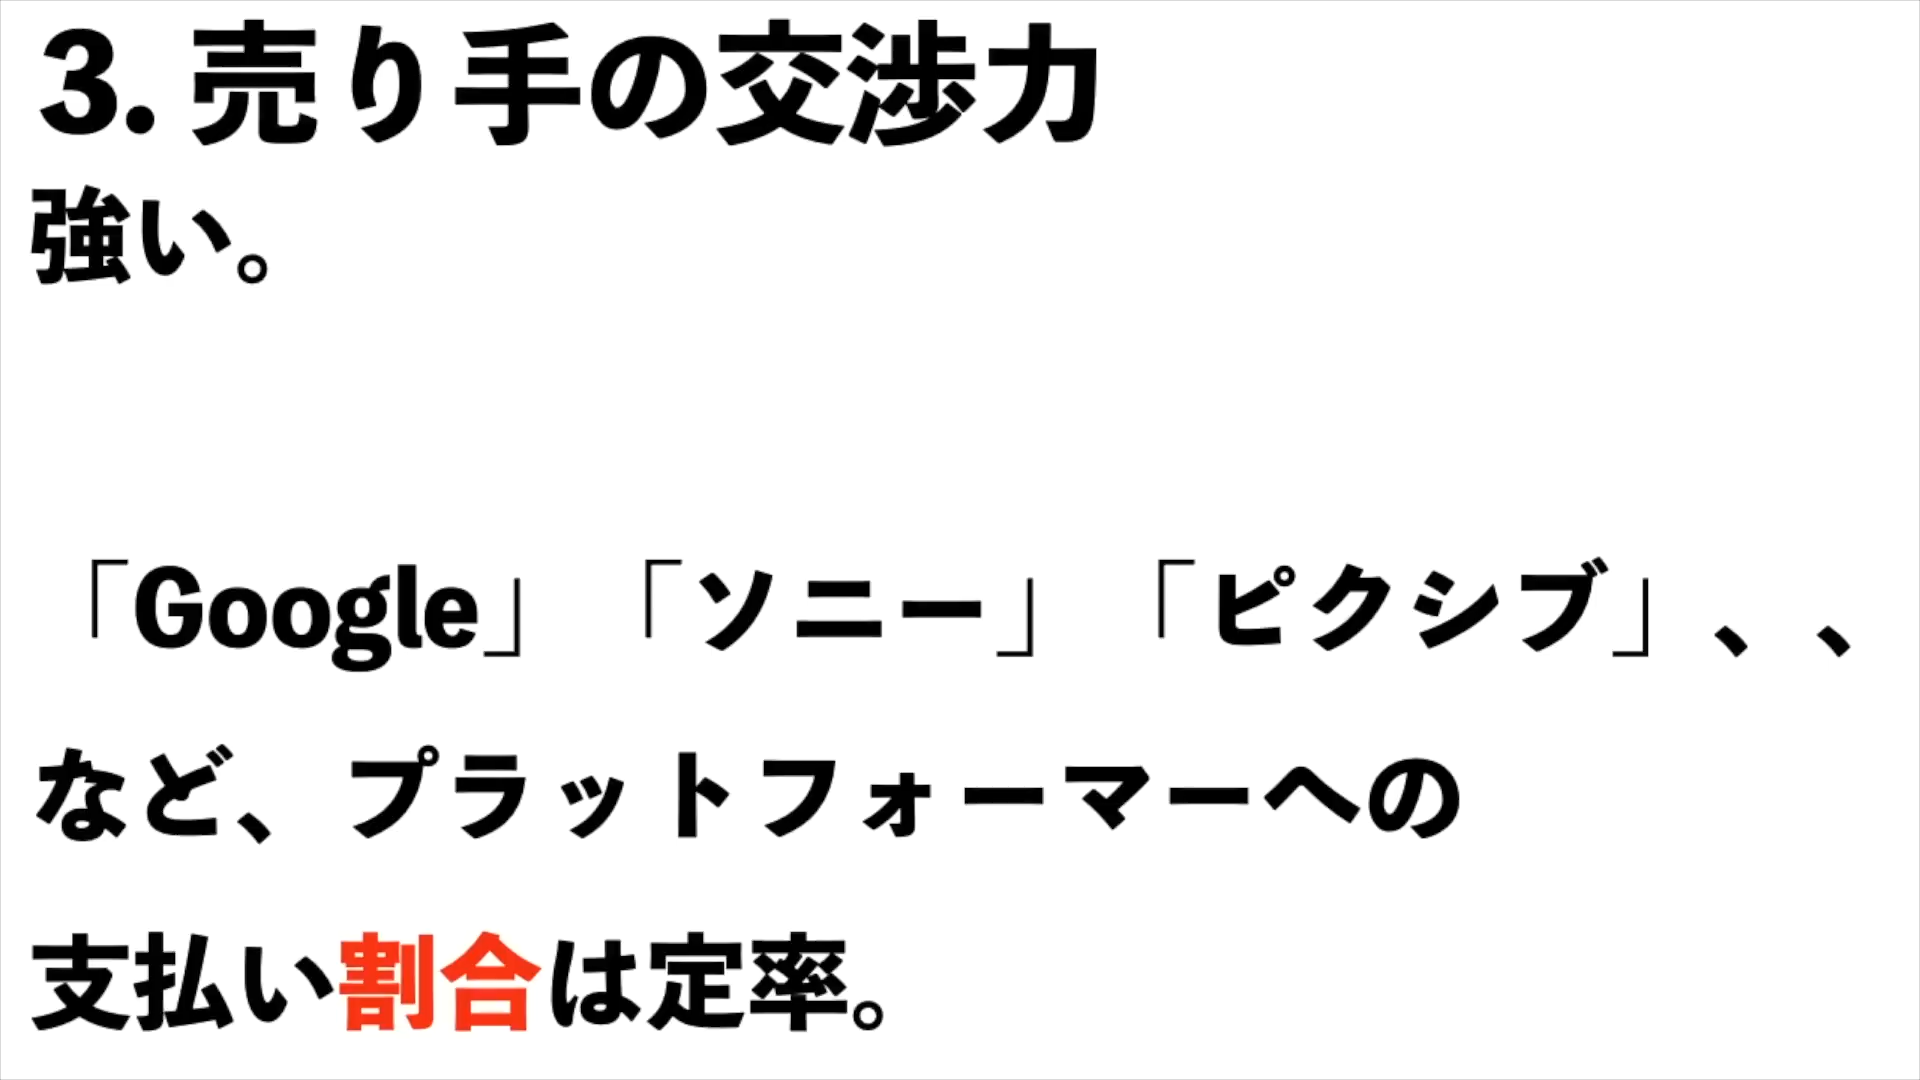 3. 売り手の交渉力
強い。
「Google」「ソニー」「ピクシブ」、、
など、プラットフォーマーへの
支払い割合は定率。